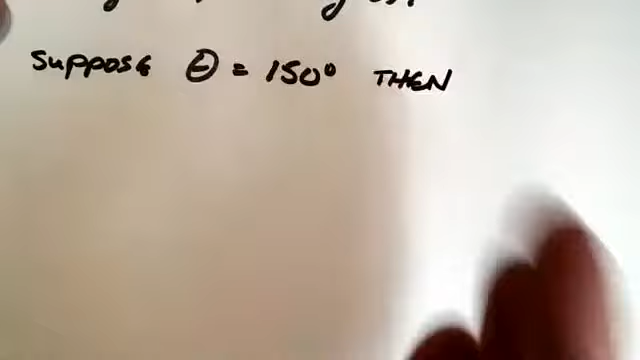 Suppose θ = 150° THEN